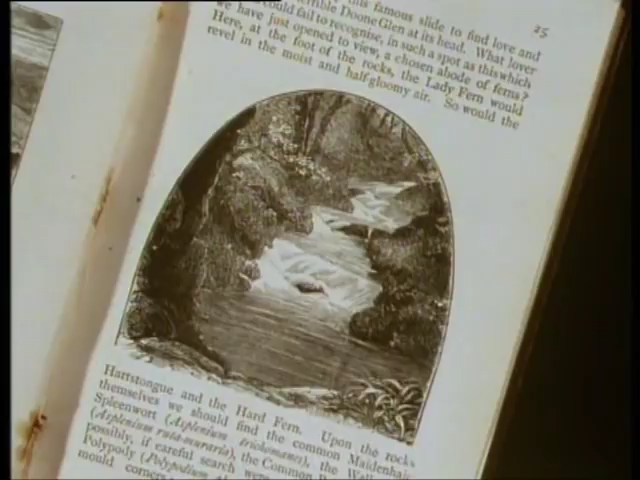 25
this famous slide to find love and
terrible Doone Glen at its head. What lover
could fail to recognise, in such a spot as this which
we have just opened to view, a chosen abode of ferns?
Here, at the foot of the rocks, the Lady Fern would
revel in the moist and half-gloomy air. So would the
Hartstongue and the Hard Fern. Upon the rocks
themselves we should find the common Maidenhair
Spleenwort (Asplenium trichomanes), the Wall
(Asplenium ruta-muraria), the Common
possibly, if careful search were
Polypody (Polypodium
mould corners